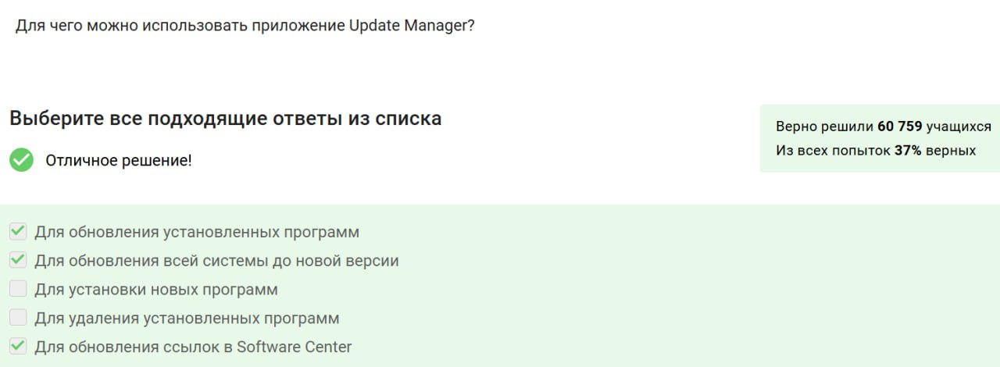 Для чего можно использовать приложение Update Manager?
Выберите все подходящие ответы из списка
Верно решили 60 759 учащихся
Из всех попыток 37% верных
Отличное решение!
Для обновления установленных программ
Для обновления всей системы до новой версии
Для установки новых программ
Для удаления установленных программ
Для обновления ссылок в Software Center